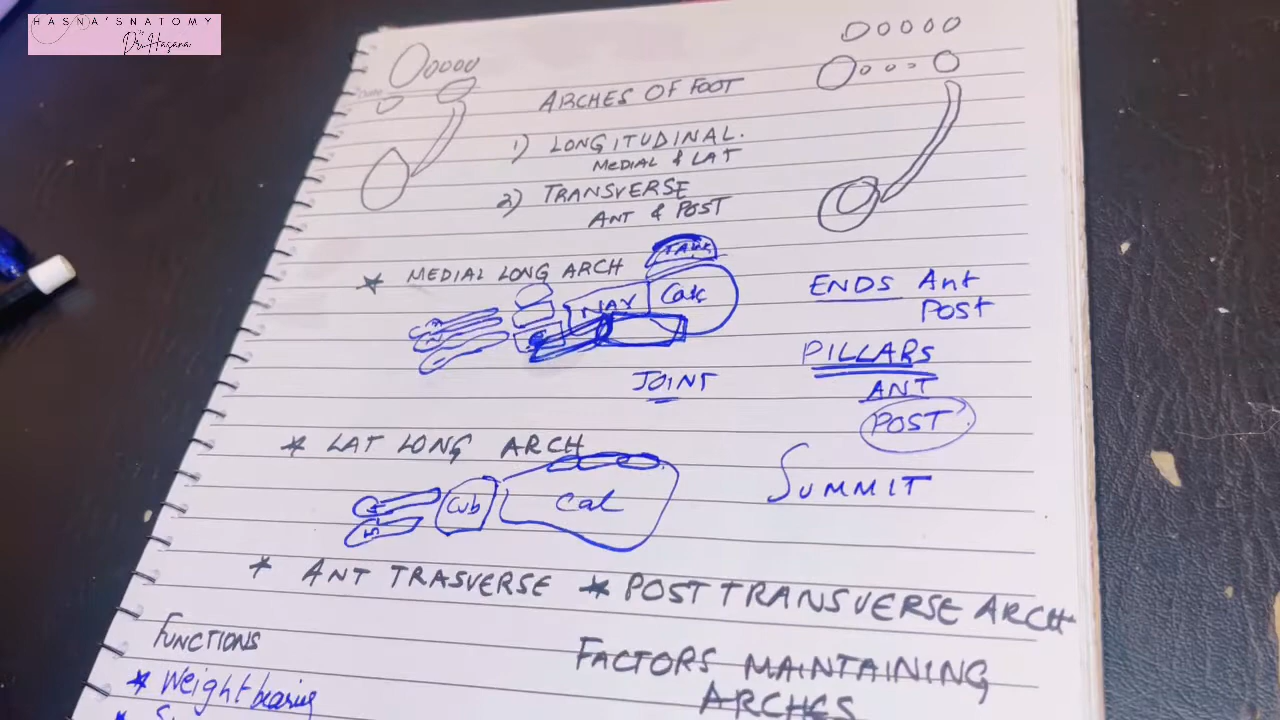 HASNA'SNATOMY
Dr.Hasana
ARCHES OF FOOT
1) LONGITUDINAL.
MEDIAL & LAT
2) TRANSVERSE
ANT & POST
* MEDIAL LONG ARCH
NAV
Calc
ENDS Ant
Post
PILLARS
ANT
POST
JOINT
* LAT LONG ARCH
Cub
Cal
SUMMIT
* ANT TRASVERSE * POST TRANSVERSE ARCH
FUNCTIONS
* Weight bearing
FACTORS MAINTAINING
ARCHES